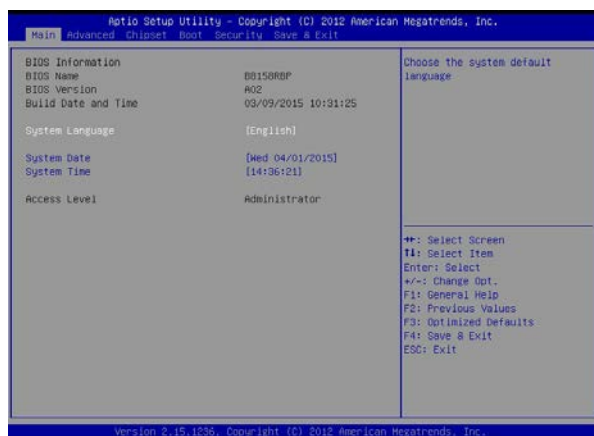 Aptio Setup Utility - Copyright (C) 2012 American Megatrends, Inc.
Main Advanced Chipset Boot Security Save & Exit
BIOS Information
BIOS Name B815BRBP
BIOS Version A02
Build Date and Time 03/09/2015 10:31:25
System Language [English]
System Date [Wed 04/01/2015]
System Time [14:36:21]
Access Level Administrator
Choose the system default
language
↔: Select Screen
↑↓: Select Item
Enter: Select
+/-: Change Opt.
F1: General Help
F2: Previous Values
F3: Optimized Defaults
F4: Save & Exit
ESC: Exit
Version 2.15.1236. Copyright (C) 2012 American Megatrends, Inc.